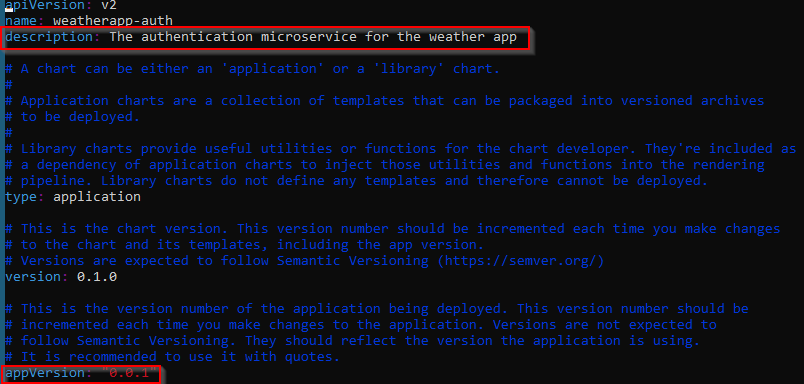 apiVersion: v2
name: weatherapp-auth
description: The authentication microservice for the weather app
# A chart can be either an 'application' or a 'library' chart.
#
# Application charts are a collection of templates that can be packaged into versioned archives
# to be deployed.
#
# Library charts provide useful utilities or functions for the chart developer. They're included as
# a dependency of application charts to inject those utilities and functions into the rendering
# pipeline. Library charts do not define any templates and therefore cannot be deployed.
type: application
# This is the chart version. This version number should be incremented each time you make changes
# to the chart and its templates, including the app version.
# Versions are expected to follow Semantic Versioning (https://semver.org/)
version: 0.1.0
# This is the version number of the application being deployed. This version number should be
# incremented each time you make changes to the application. Versions are not expected to
# follow Semantic Versioning. They should reflect the version the application is using.
# It is recommended to use it with quotes.
appVersion: "0.0.1"